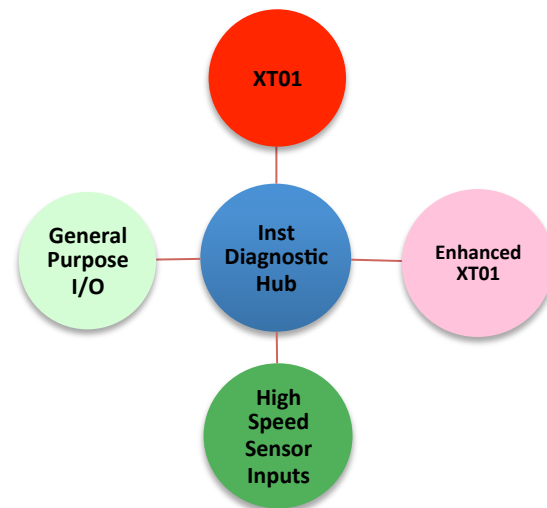 XT01
General
Purpose
I/O
Inst
Diagnostic
Hub
Enhanced
XT01
High
Speed
Sensor
Inputs